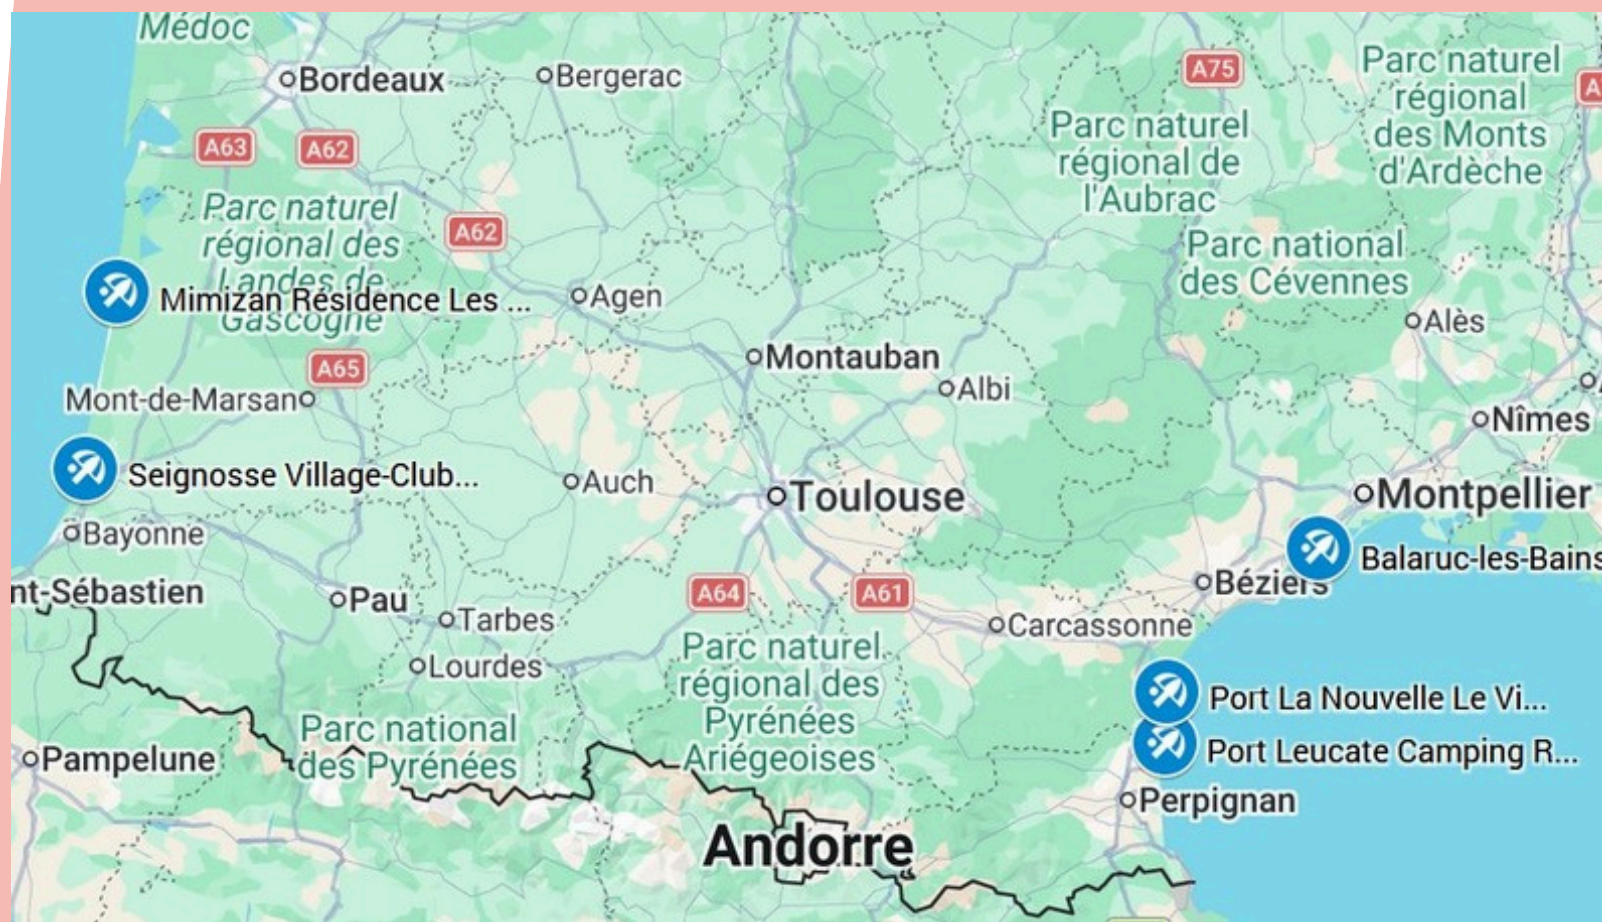 Médoc
Bordeaux
Bergerac
A75
Parc naturel
régional
des Monts
d'Ardèche
A63
A62
Parc naturel
régional de
l'Aubrac
Parc naturel
régional des
Landes de
Gascogne
A62
Parc national
des Cévennes
Mimizan Résidence Les ...
Agen
Alès
A65
Montauban
Albi
Mont-de-Marsan
Nîmes
Seignosse Village-Club...
Auch
Toulouse
Montpellier
Bayonne
Balaruc-les-Bains
nt-Sébastien
Pau
Tarbes
A64
A61
Béziers
Carcassonne
Lourdes
Parc naturel
régional des
Pyrénées
Ariégeoises
Port La Nouvelle Le Vi...
Parc national
des Pyrénées
Port Leucate Camping R...
Pampelune
Perpignan
Andorre